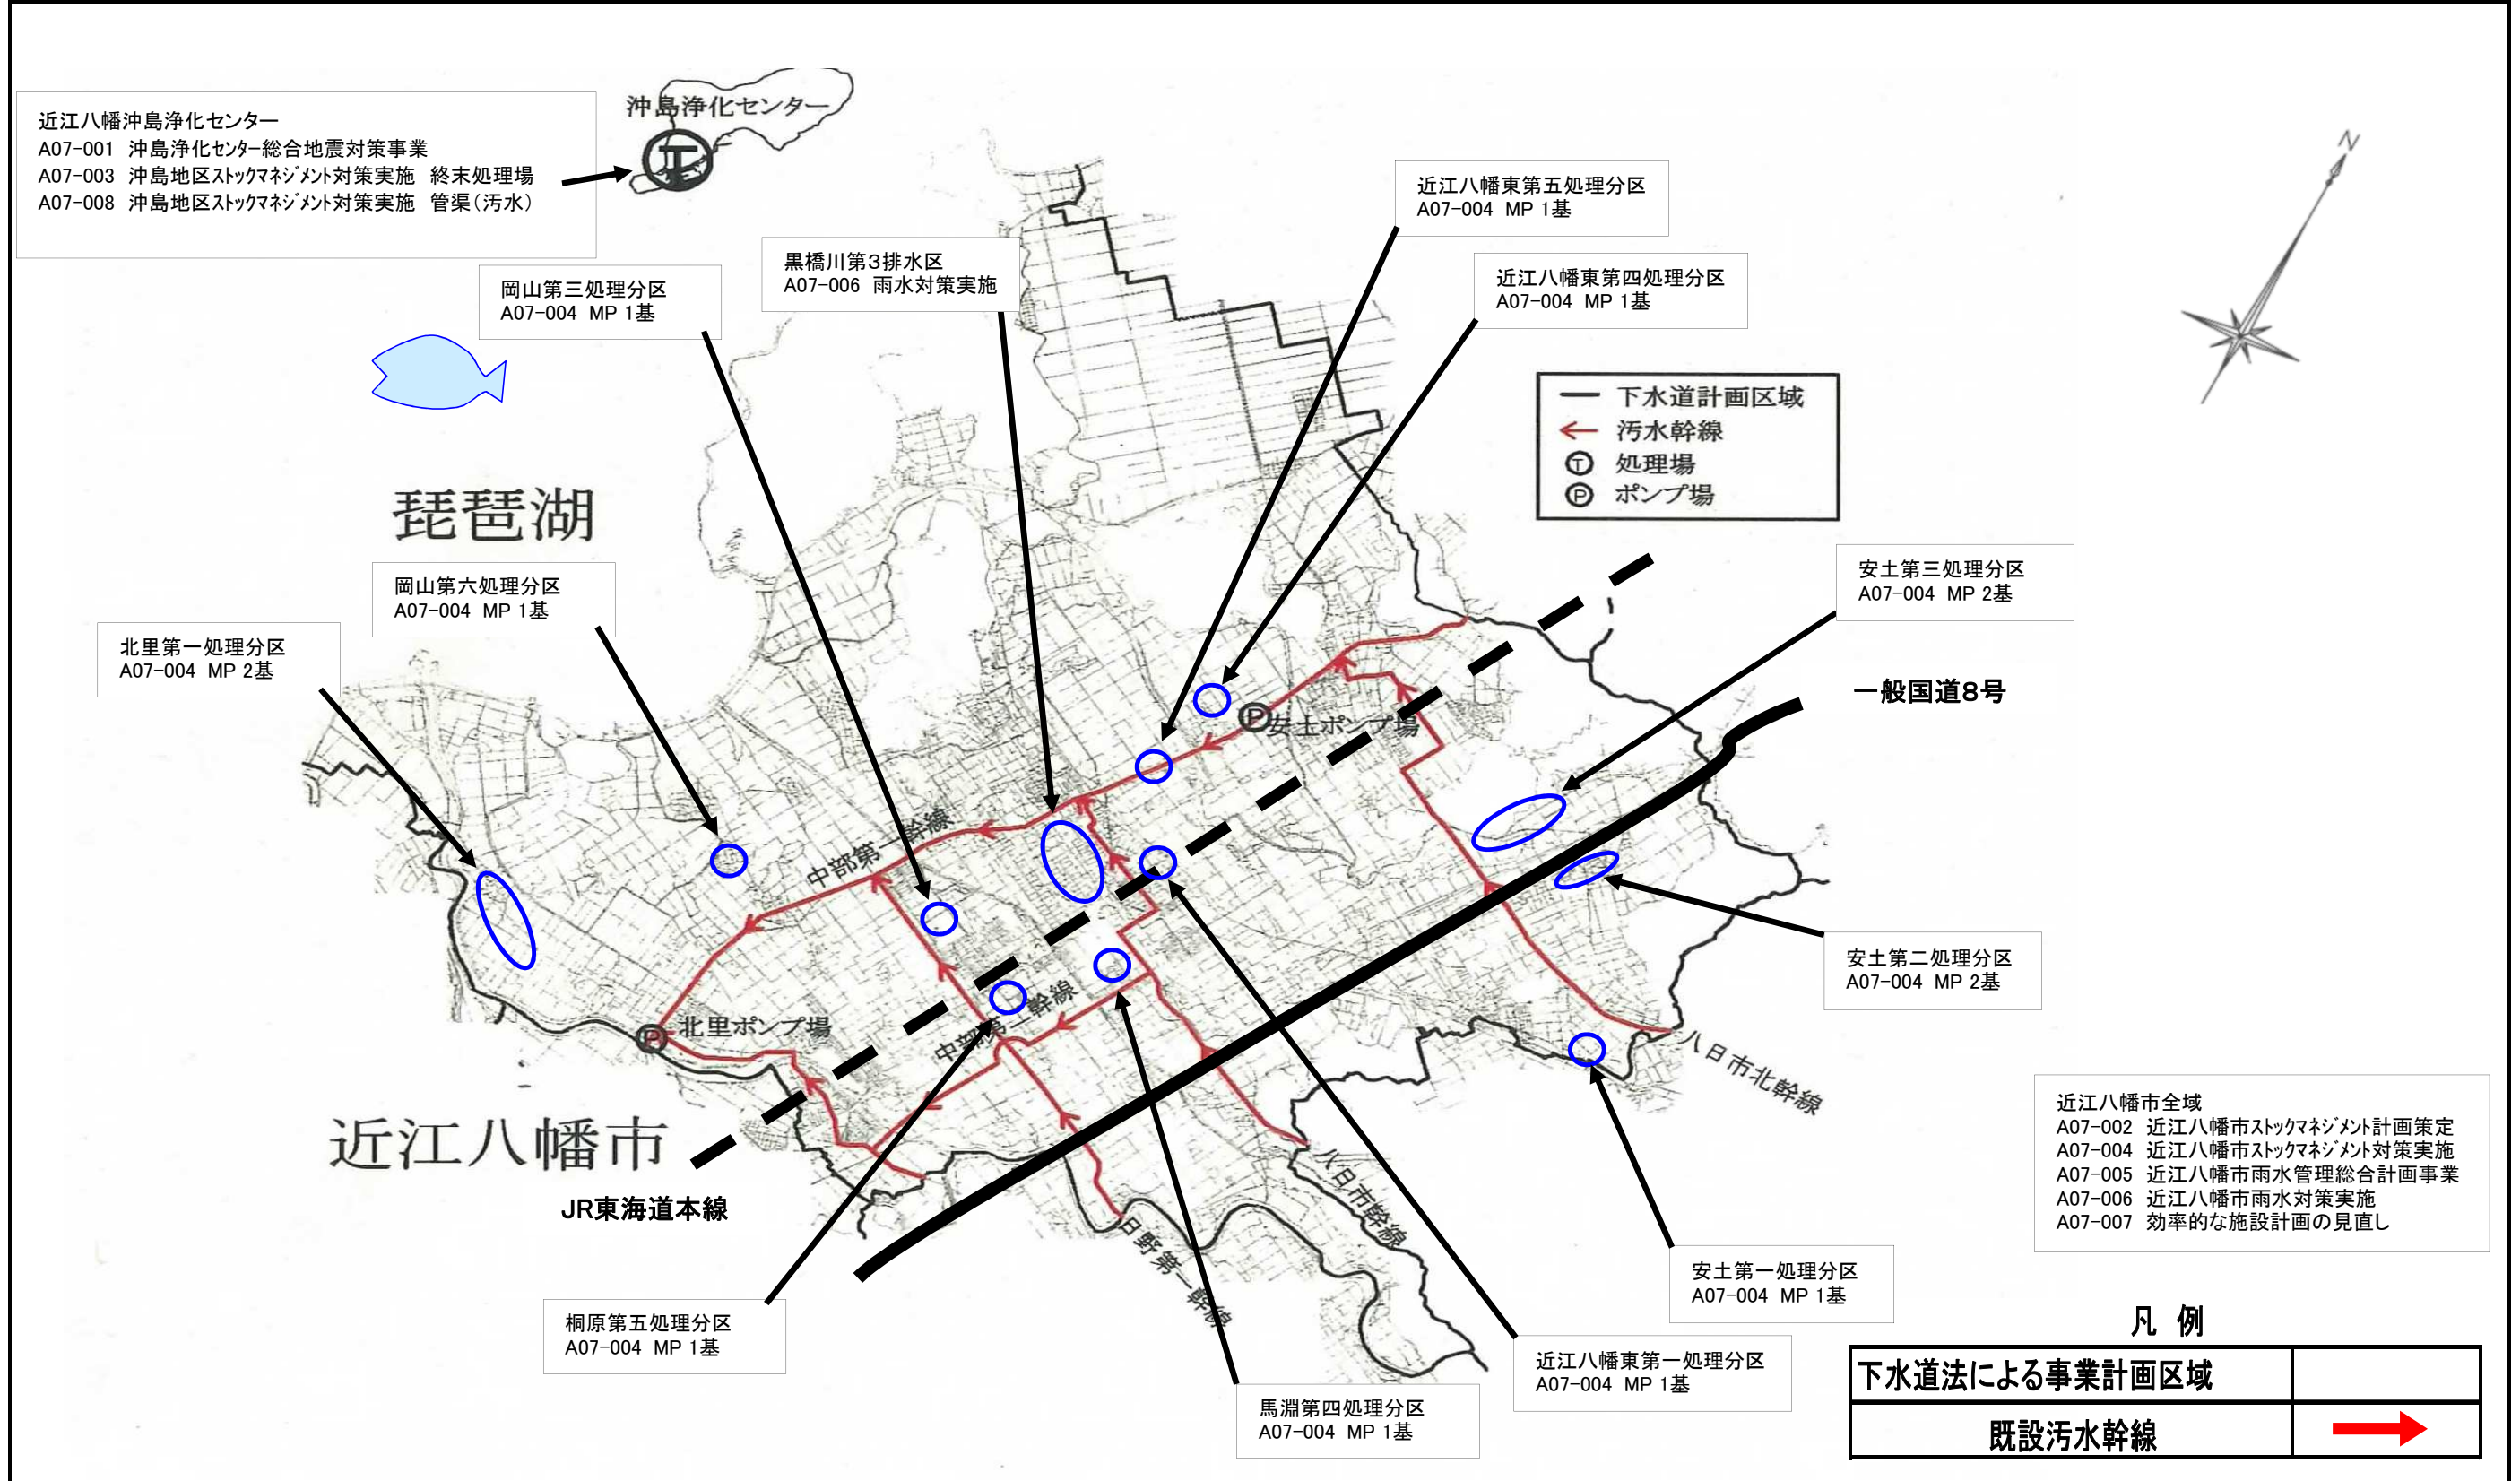 近江八幡沖島浄化センター
A07-001 沖島浄化センター総合地震対策事業
A07-003 沖島地区ストックマネジメント対策実施 終末処理場
A07-008 沖島地区ストックマネジメント対策実施 管渠(汚水)
沖島浄化センター
T
近江八幡東第五処理分区
A07-004 MP 1基
N
黒橋川第3排水区
A07-006 雨水対策実施
近江八幡東第四処理分区
A07-004 MP 1基
岡山第三処理分区
A07-004 MP 1基
下水道計画区域
汚水幹線
T 処理場
P ポンプ場
琵琶湖
岡山第六処理分区
A07-004 MP 1基
安土第三処理分区
A07-004 MP 2基
北里第一処理分区
A07-004 MP 2基
一般国道8号
P 安土ポンプ場
中部第一幹線
安土第二処理分区
A07-004 MP 2基
P 北里ポンプ場
中部第二幹線
八日市北幹線
近江八幡市
JR東海道本線
八日市幹線
日野第一幹線
近江八幡市全域
A07-002 近江八幡市ストックマネジメント計画策定
A07-004 近江八幡市ストックマネジメント対策実施
A07-005 近江八幡市雨水管理総合計画事業
A07-006 近江八幡市雨水対策実施
A07-007 効率的な施設計画の見直し
安土第一処理分区
A07-004 MP 1基
桐原第五処理分区
A07-004 MP 1基
近江八幡東第一処理分区
A07-004 MP 1基
馬淵第四処理分区
A07-004 MP 1基
凡 例
下水道法による事業計画区域
既設汚水幹線